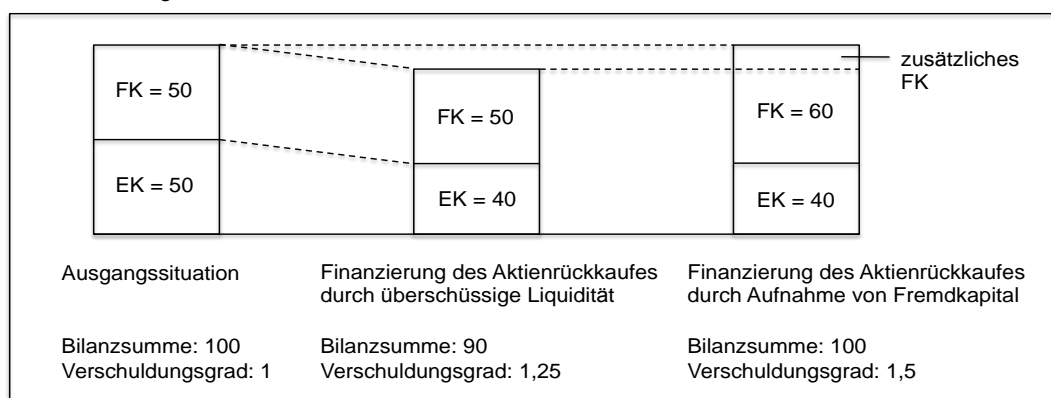 FK = 50
EK = 50
FK = 50
EK = 40
FK = 60
EK = 40
zusätzliches
FK
Ausgangssituation
Bilanzsumme: 100
Verschuldungsgrad: 1
Finanzierung des Aktienrückkaufes
durch überschüssige Liquidität
Bilanzsumme: 90
Verschuldungsgrad: 1,25
Finanzierung des Aktienrückkaufes
durch Aufnahme von Fremdkapital
Bilanzsumme: 100
Verschuldungsgrad: 1,5